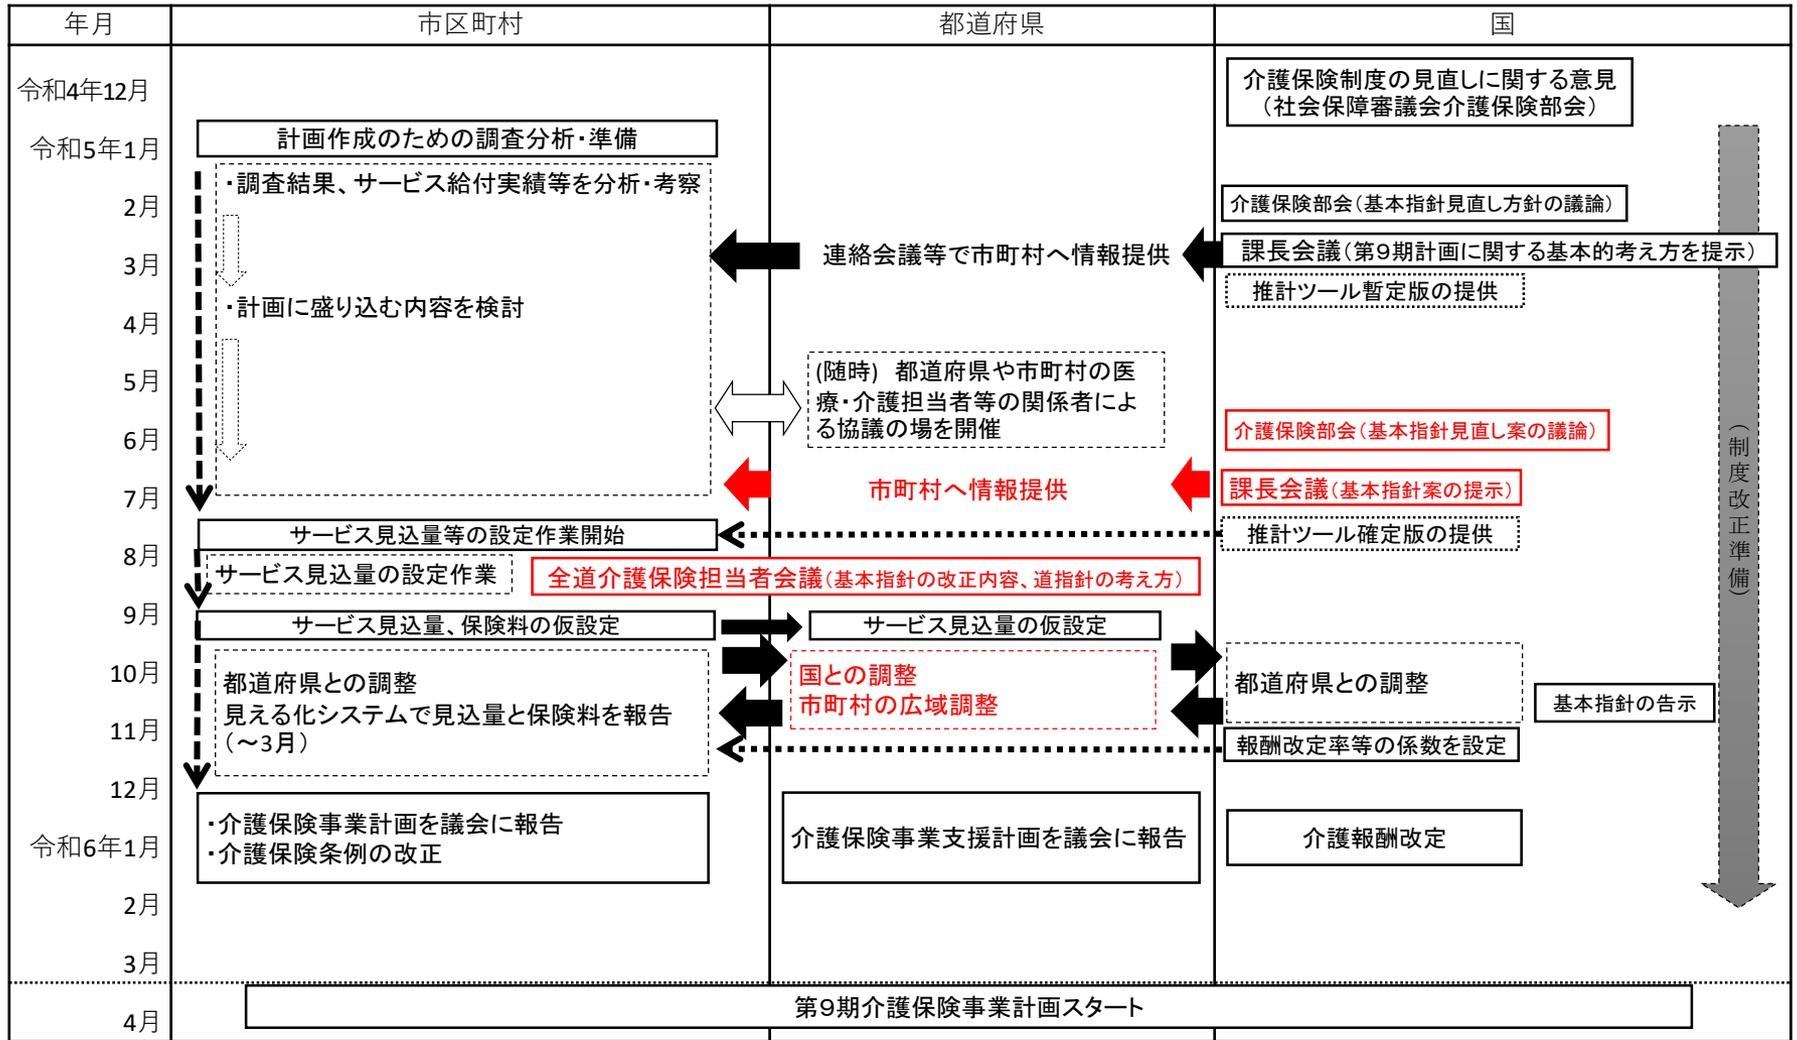 年月
市区町村
都道府県
国
令和4年12月
介護保険制度の見直しに関する意見
（社会保障審議会介護保険部会）
令和5年1月
計画作成のための調査分析・準備
・調査結果、サービス給付実績等を分析・考察
2月
介護保険部会（基本指針見直し方針の議論）
3月
連絡会議等で市町村へ情報提供
課長会議（第９期計画に関する基本的考え方を提示）
推計ツール暫定版の提供
・計画に盛り込む内容を検討
4月
5月
(随時)　都道府県や市町村の医
療・介護担当者等の関係者によ
る協議の場を開催
6月
介護保険部会（基本指針見直し案の議論）
7月
市町村へ情報提供
課長会議（基本指針案の提示）
（制度改正準備）
サービス見込量等の設定作業開始
推計ツール確定版の提供
8月
サービス見込量の設定作業
全道介護保険担当者会議（基本指針の改正内容、道指針の考え方）
9月
サービス見込量、保険料の仮設定
サービス見込量の仮設定
10月
都道府県との調整
見える化システムで見込量と保険料を報告
（～3月）
国との調整
市町村の広域調整
都道府県との調整
基本指針の告示
11月
報酬改定率等の係数を設定
12月
・介護保険事業計画を議会に報告
・介護保険条例の改正
介護保険事業支援計画を議会に報告
介護報酬改定
令和6年1月
2月
3月
第９期介護保険事業計画スタート
4月